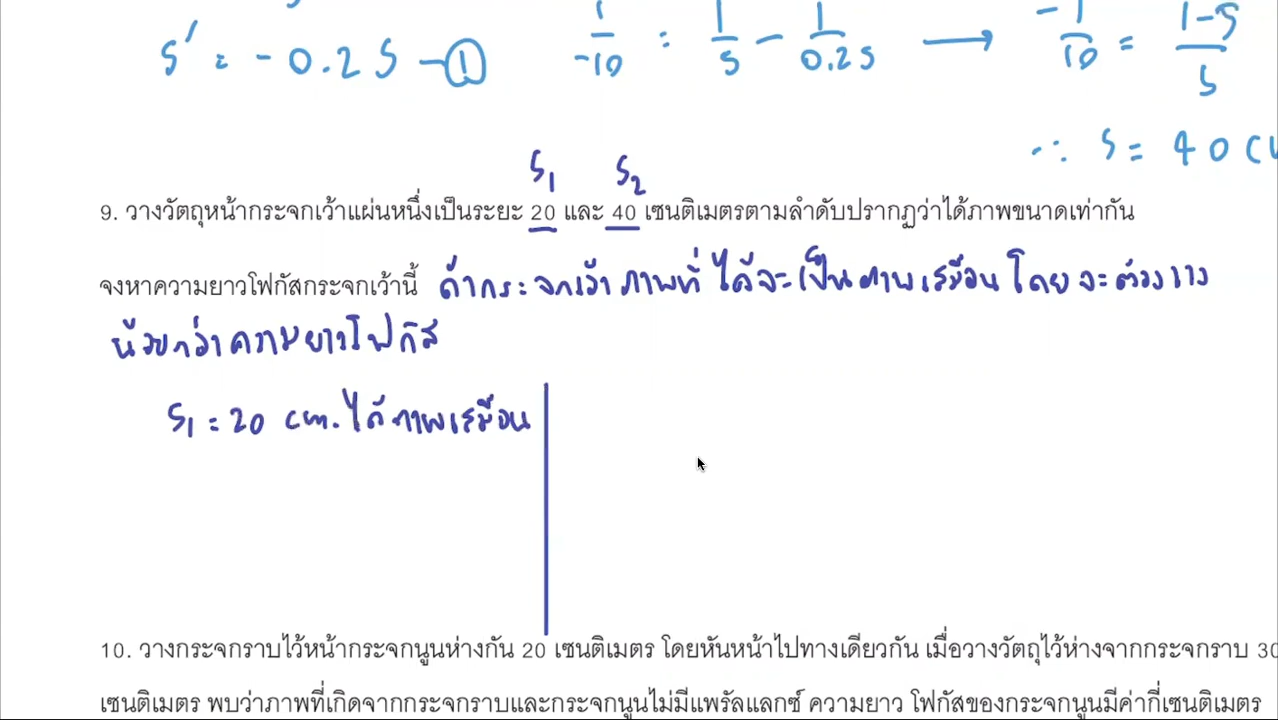 S' = -0.2 S - ① 1/-10 = 1/S - 1/0.2S → -1/10 = 1-5/S
∴ S = 40 c
S1 S2
9. วางวัตถุหน้ากระจกเว้าแผ่นหนึ่งเป็นระยะ 20 และ 40 เซนติเมตรตามลำดับปรากฏว่าได้ภาพขนาดเท่ากัน
จงหาความยาวโฟกัสกระจกเว้านี้ ถ้ากระจกเว้า ภาพที่ ได้จะเป็นภาพเสมือน โดยจะต้องวาง
น้อยกว่าความยาวโฟกัส
S1 = 20 cm. ได้ภาพเสมือน
10. วางกระจกราบไว้หน้ากระจกนูนห่างกัน 20 เซนติเมตร โดยหันหน้าไปทางเดียวกัน เมื่อวางวัตถุไว้ห่างจากกระจกราบ 30
เซนติเมตร พบว่าภาพที่เกิดจากกระจกราบและกระจกนูนไม่มีแพรัลแลกซ์ ความยาว โฟกัสของกระจกนูนมีค่ากี่เซนติเมตร